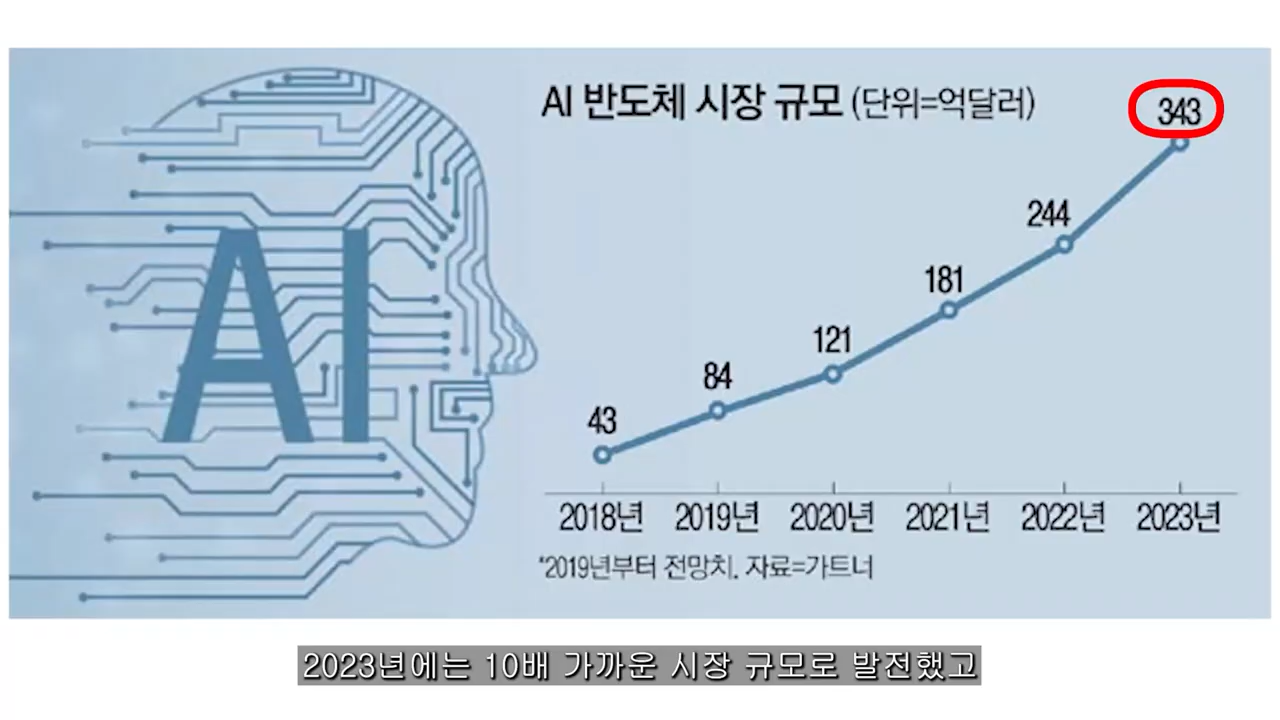 AI
AI 반도체 시장 규모 (단위=억달러)
343
244
181
121
84
43
2018년 2019년 2020년 2021년 2022년 2023년
*2019년부터 전망치. 자료=가트너
2023년에는 10배 가까운 시장 규모로 발전했고